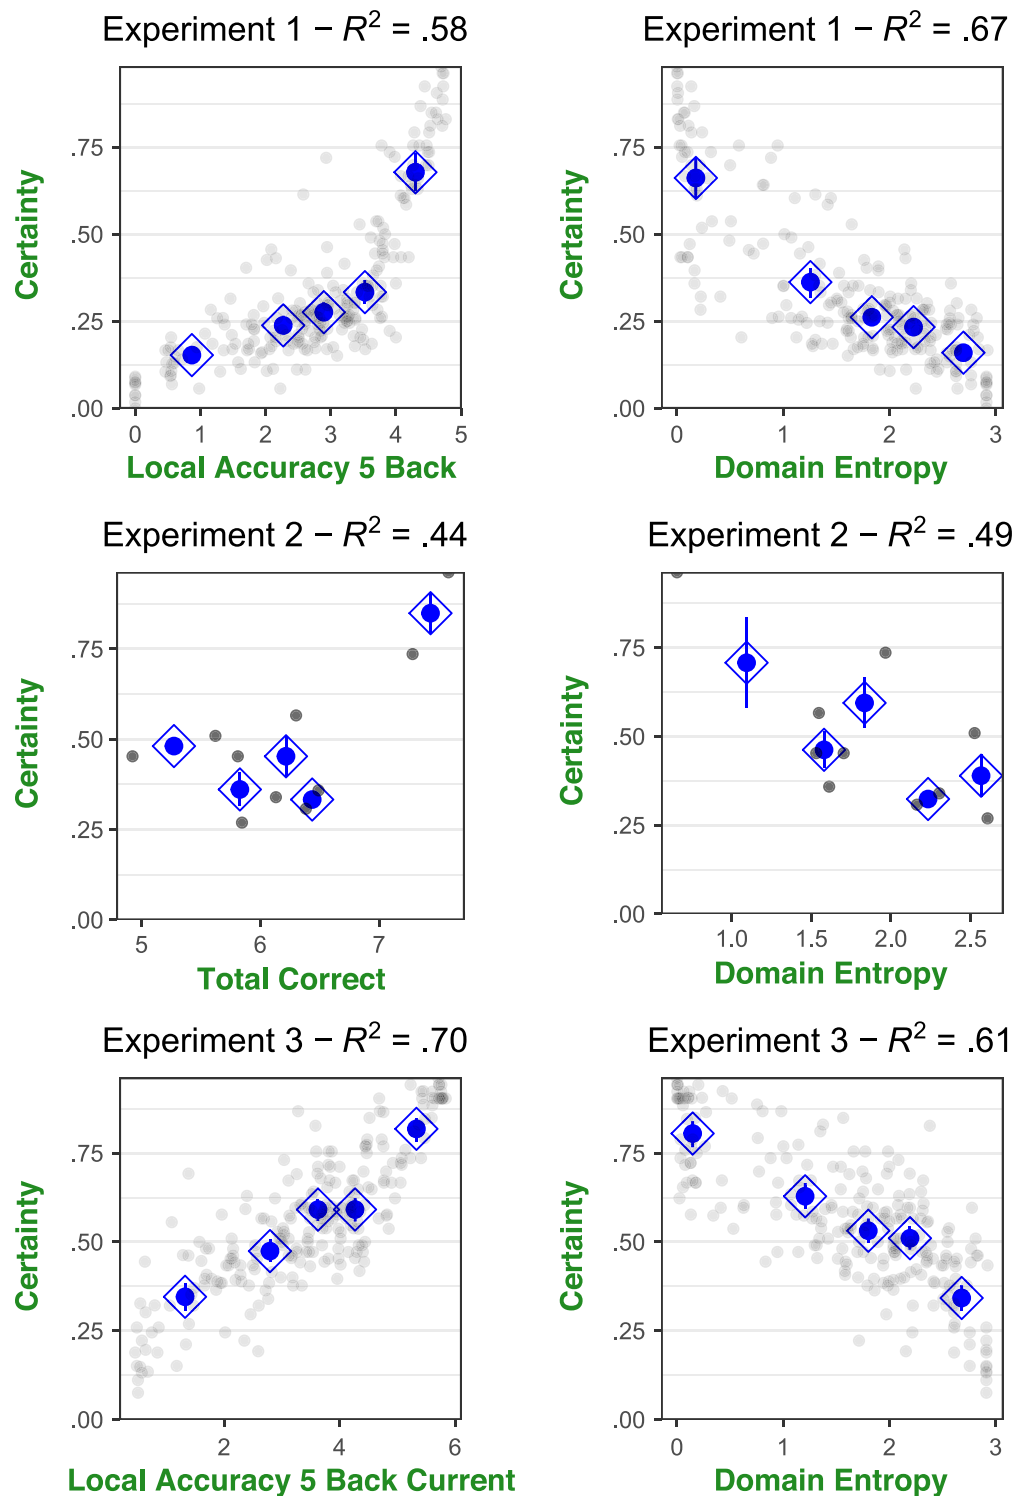 Experiment 1 − R² = .58
Experiment 1 − R² = .67
Certainty
.75
.50
.25
.00
0 1 2 3 4 5
Local Accuracy 5 Back
Certainty
.75
.50
.25
.00
0 1 2 3
Domain Entropy
Experiment 2 − R² = .44
Experiment 2 − R² = .49
Certainty
.75
.50
.25
.00
5 6 7
Total Correct
Certainty
.75
.50
.25
.00
1.0 1.5 2.0 2.5
Domain Entropy
Experiment 3 − R² = .70
Experiment 3 − R² = .61
Certainty
.75
.50
.25
.00
2 4 6
Local Accuracy 5 Back Current
Certainty
.75
.50
.25
.00
0 1 2 3
Domain Entropy